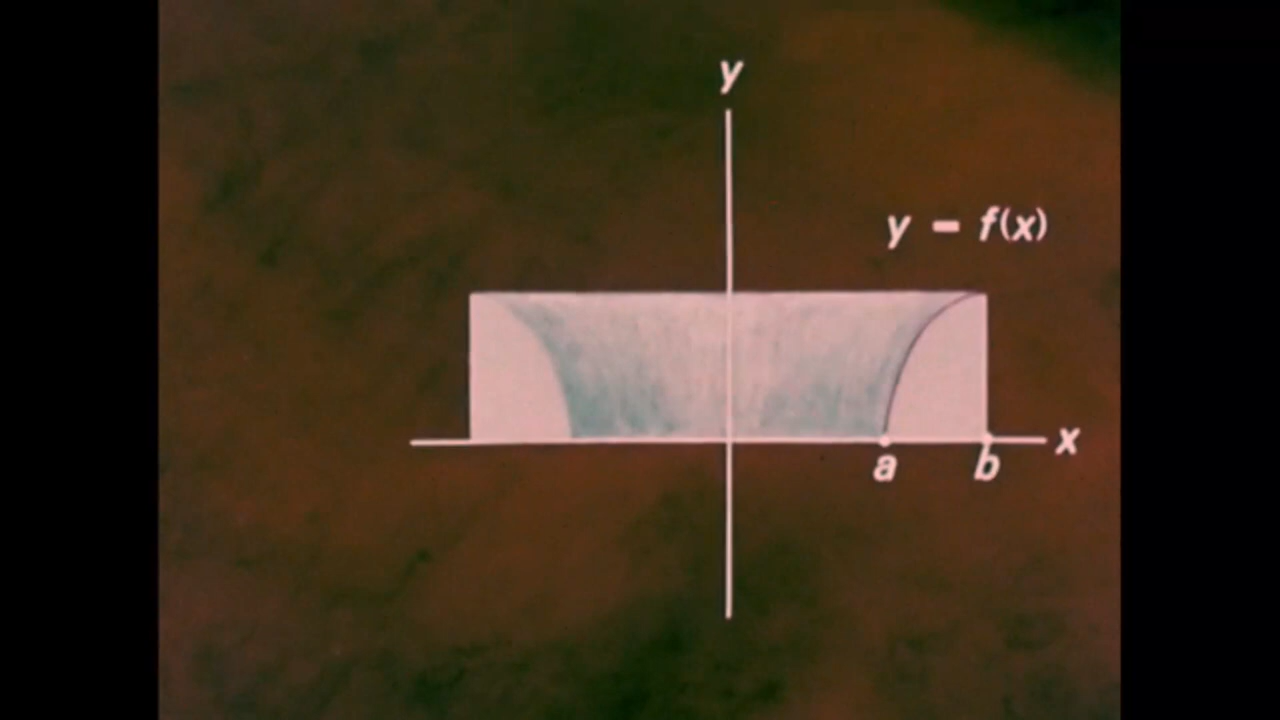 y
y = f(x)
x
a b